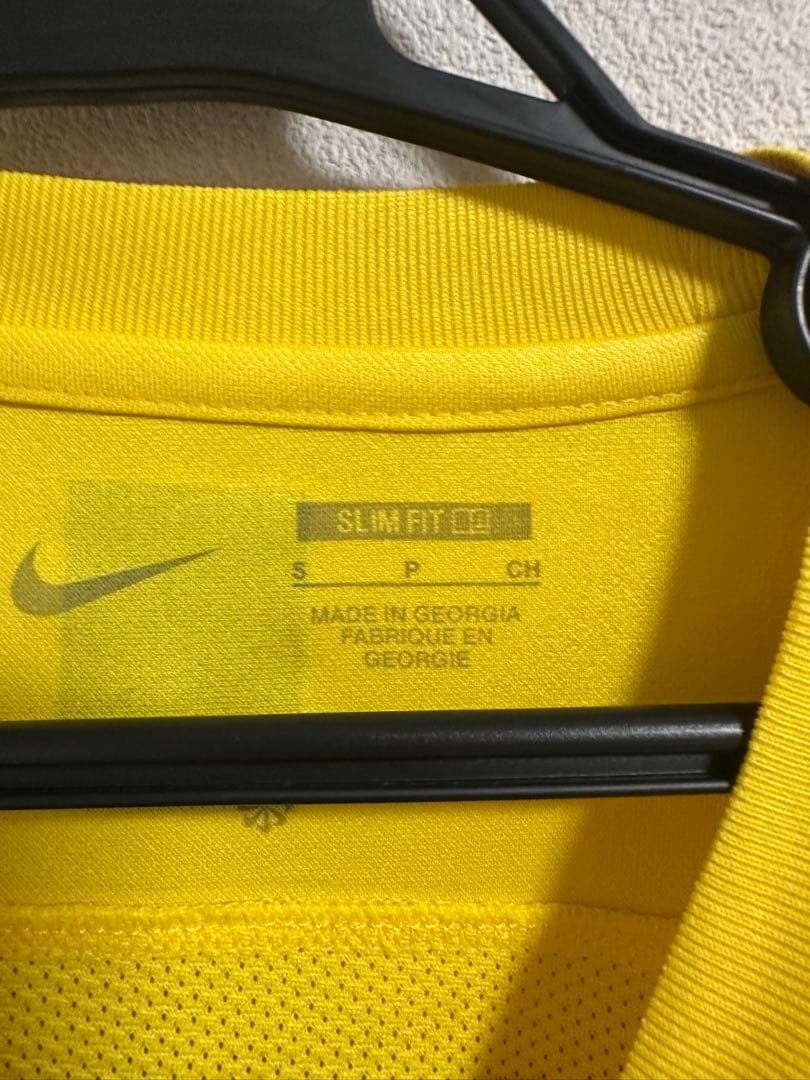 SLIM FIT
S P CH
MADE IN GEORGIA
FABRIQUE EN
GEORGIE